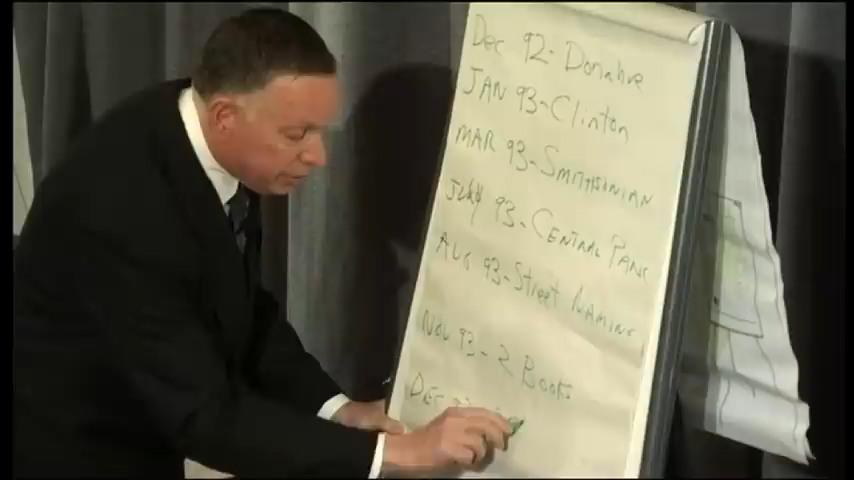 Dec 92 - Donahue
JAN 93 - Clinton
MAR 93 - SMITHSONIAN
JULY 93 - CENTRAL PARK
AUG 93 - Street NAMING
NOV 93 - 2 Books
DEC